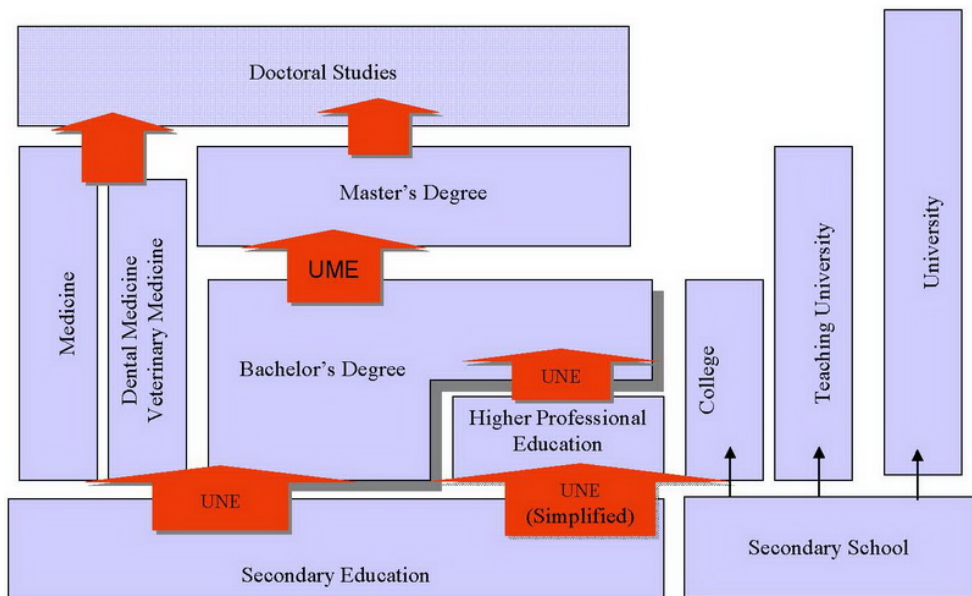 Doctoral Studies
Master's Degree
UME
Medicine
Dental Medicine
Veterinary Medicine
Bachelor's Degree
UNE
Higher Professional
Education
College
Teaching University
University
UNE
UNE
(Simplified)
Secondary Education
Secondary School